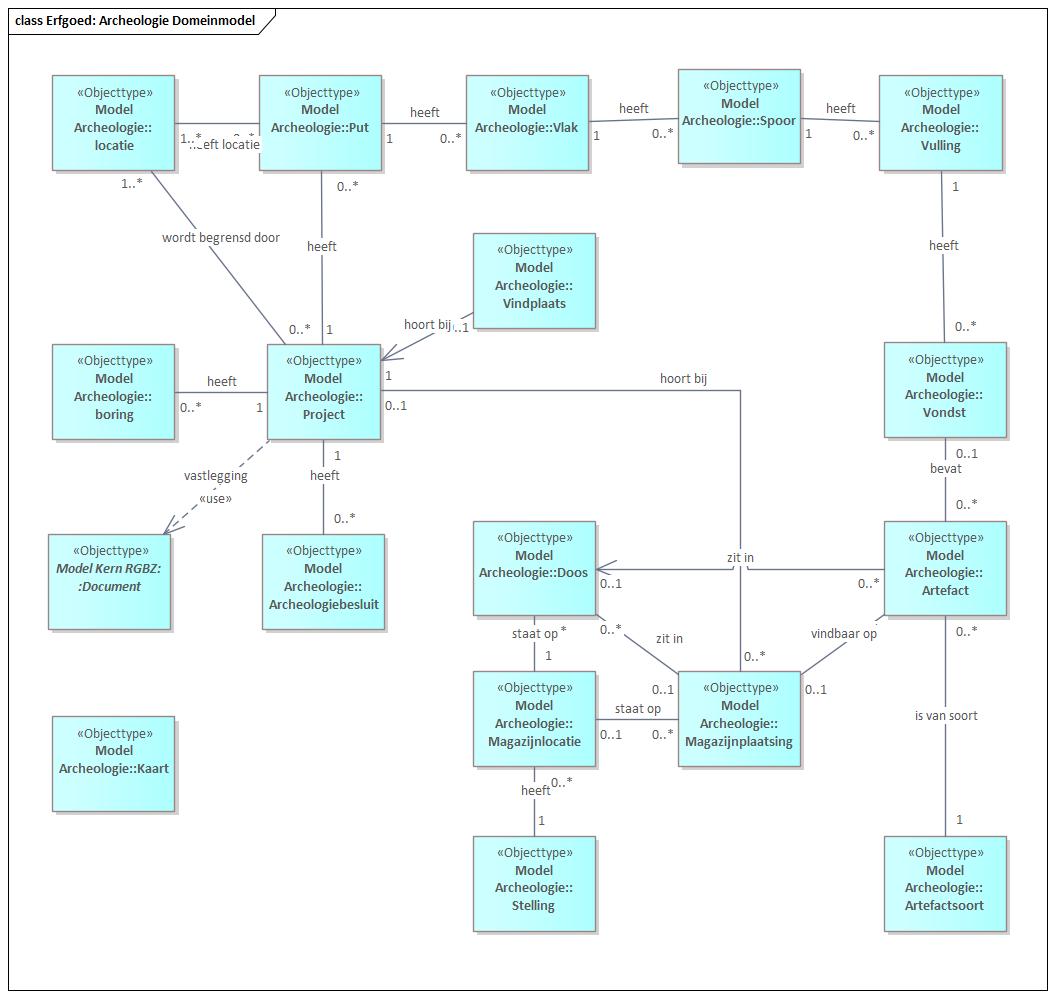 class Erfgoed: Archeologie Domeinmodel
«Objecttype»
Model
Archeologie::
locatie
«Objecttype»
Model
Archeologie::Put
«Objecttype»
Model
Archeologie::Vlak
«Objecttype»
Model
Archeologie::Spoor
«Objecttype»
Model
Archeologie::
Vulling
1..*
eeft locatie
heeft
1
0..*
heeft
1
0..*
heeft
1
0..*
1..*
wordt begrensd door
0..*
0..*
heeft
1
1
heeft
0..*
«Objecttype»
Model
Archeologie::
Vindplaats
hoort bij
..1
1
«Objecttype»
Model
Archeologie::
boring
heeft
0..*
1
«Objecttype»
Model
Archeologie::
Project
0..1
hoort bij
0..*
«Objecttype»
Model
Archeologie::
Vondst
vastlegging
«use»
1
heeft
0..*
0..1
bevat
0..*
«Objecttype»
Model Kern RGBZ:
:Document
«Objecttype»
Model
Archeologie::
Archeologiebesluit
«Objecttype»
Model
Archeologie::Doos
zit in
0..1
0..*
«Objecttype»
Model
Archeologie::
Artefact
staat op
*
1
0..*
zit in
0..1
vindbaar op
0..1
0..*
is van soort
1
«Objecttype»
Model
Archeologie::
Magazijnlocatie
staat op
0..1
0..*
«Objecttype»
Model
Archeologie::
Magazijnplaatsing
«Objecttype»
Model
Archeologie::Kaart
0..*
heeft
1
«Objecttype»
Model
Archeologie::
Stelling
«Objecttype»
Model
Archeologie::
Artefactsoort